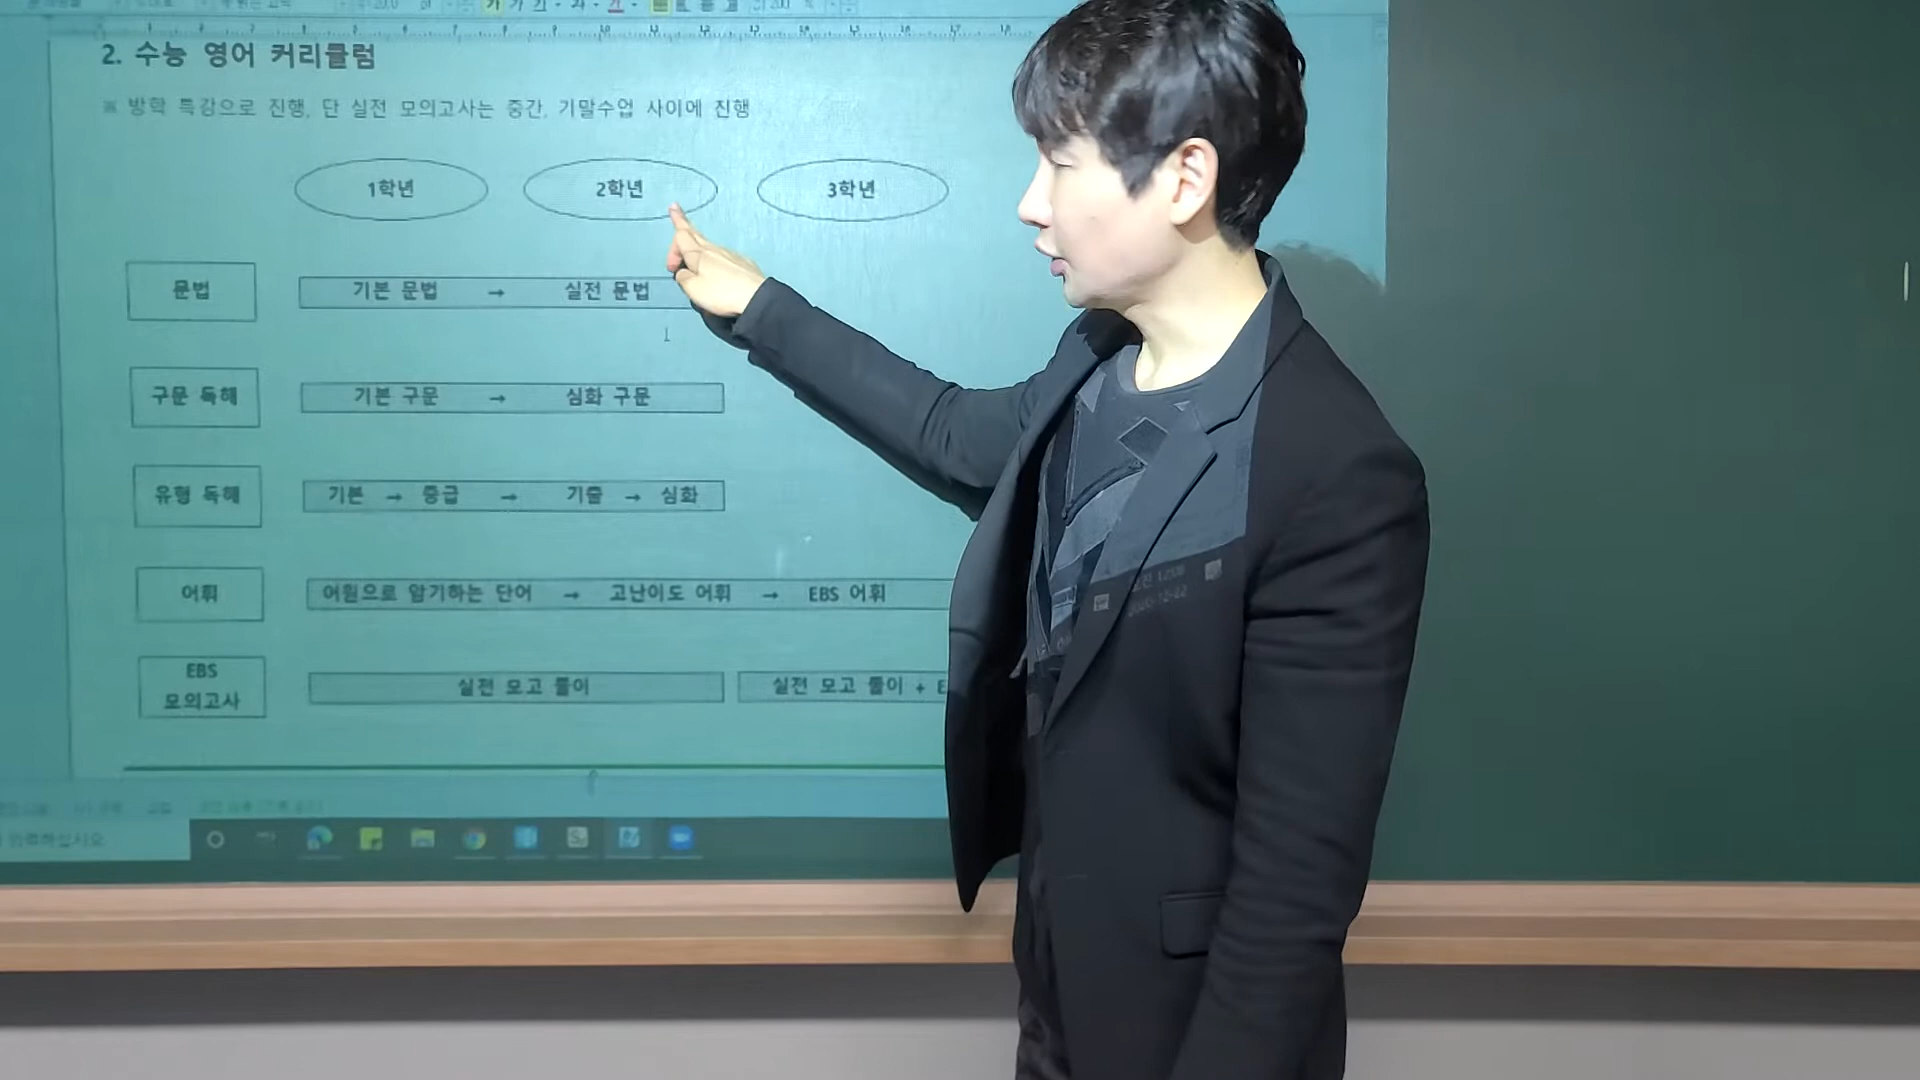 2. 수능 영어 커리큘럼
※ 방학 특강으로 진행, 단 실전 모의고사는 중간, 기말수업 사이에 진행
1학년 2학년 3학년
문법 기본 문법 → 실전 문법
구문 독해 기본 구문 → 심화 구문
유형 독해 기본 → 중급 → 기출 → 심화
어휘 어원으로 암기하는 단어 → 고난이도 어휘 → EBS 어휘
EBS
모의고사 실전 모고 풀이 실전 모고 풀이 + E